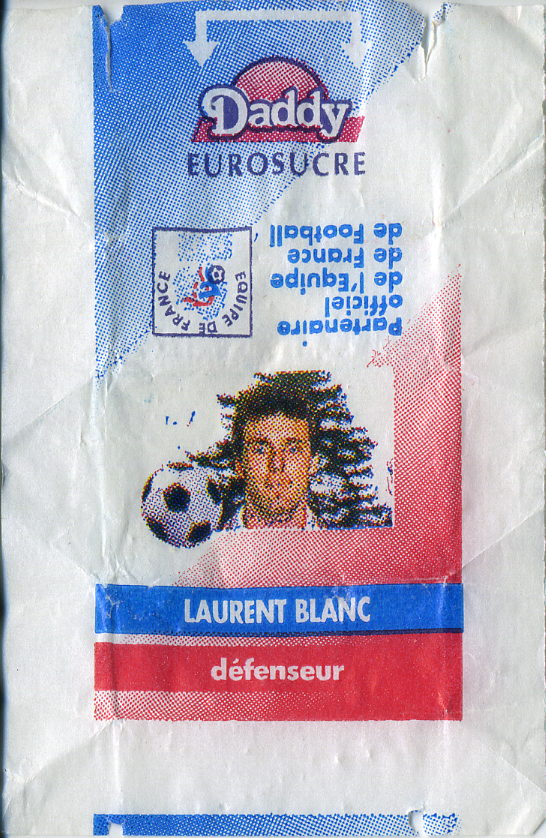 Daddy
EUROSUCRE
Partenaire
officiel
de l'Equipe
de France
de Football
EQUIPE DE FRANCE
LAURENT BLANC
défenseur